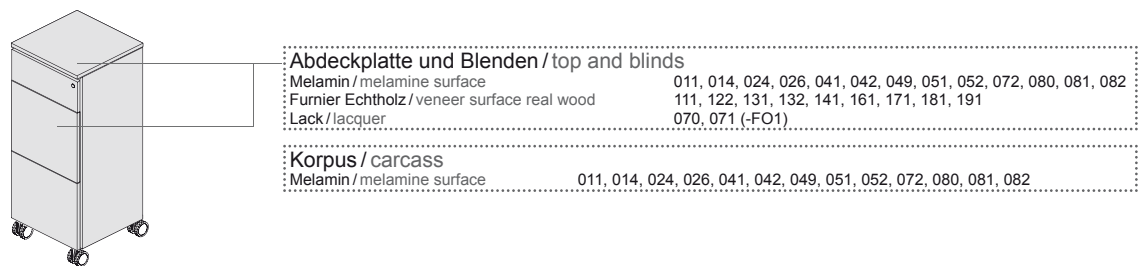 Abdeckplatte und Blenden / top and blinds
Melamin / melamine surface 011, 014, 024, 026, 041, 042, 049, 051, 052, 072, 080, 081, 082
Furnier Echtholz / veneer surface real wood 111, 122, 131, 132, 141, 161, 171, 181, 191
Lack / lacquer 070, 071 (-FO1)
Korpus / carcass
Melamin / melamine surface 011, 014, 024, 026, 041, 042, 049, 051, 052, 072, 080, 081, 082